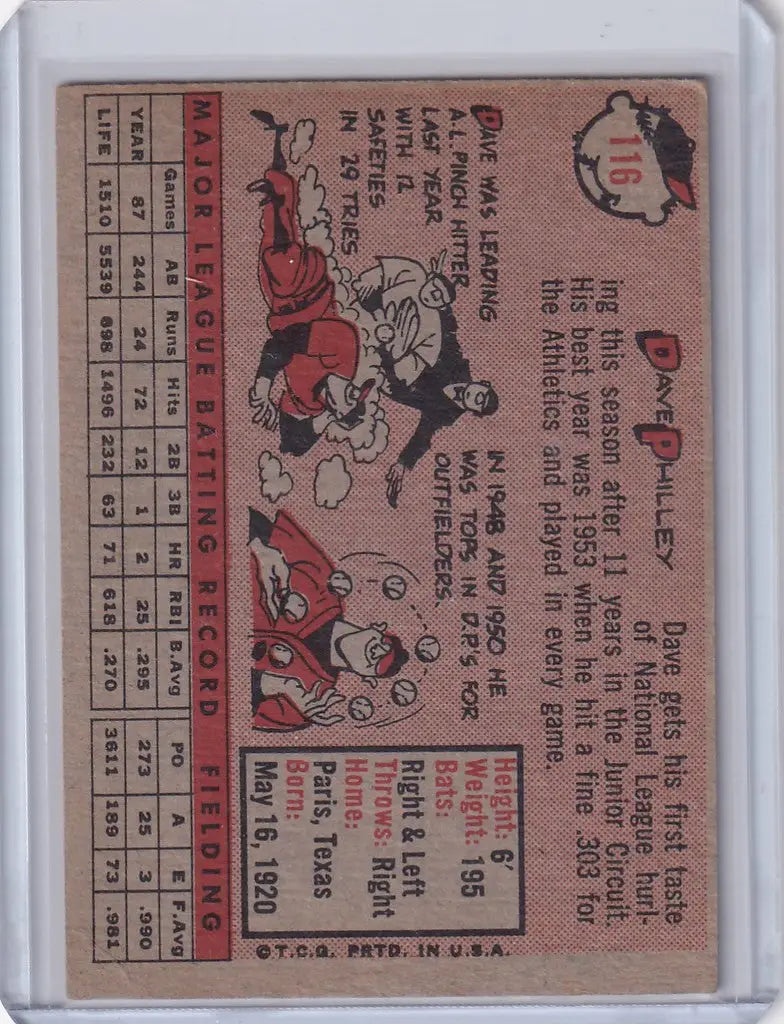 116
DAVE PHILLEY
Dave gets his first taste
of National League hurl-
ing this season after 11 years in the Junior Circuit.
His best year was 1953 when he hit a fine .303 for
the Athletics and played in every game.
DAVE WAS LEADING
A.L. PINCH HITTER
LAST YEAR
WITH 12
SAFETIES
IN 29 TRIES
IN 1948 AND 1950 HE
WAS TOPS IN D.P.'S FOR
OUTFIELDERS.
Height: 6'
Weight: 195
Bats:
Right & Left
Throws: Right
Home:
Paris, Texas
Born:
May 16, 1920
MAJOR LEAGUE BATTING RECORD FIELDING
Games AB Runs Hits 2B 3B HR RBI B.Avg PO A E F.Avg
YEAR 87 244 24 72 12 1 2 25 .295 273 25 3 .990
LIFE 1510 5539 698 1496 232 63 71 618 .270 3611 189 73 .981
©T.C.G. PRTD. IN U.S.A.